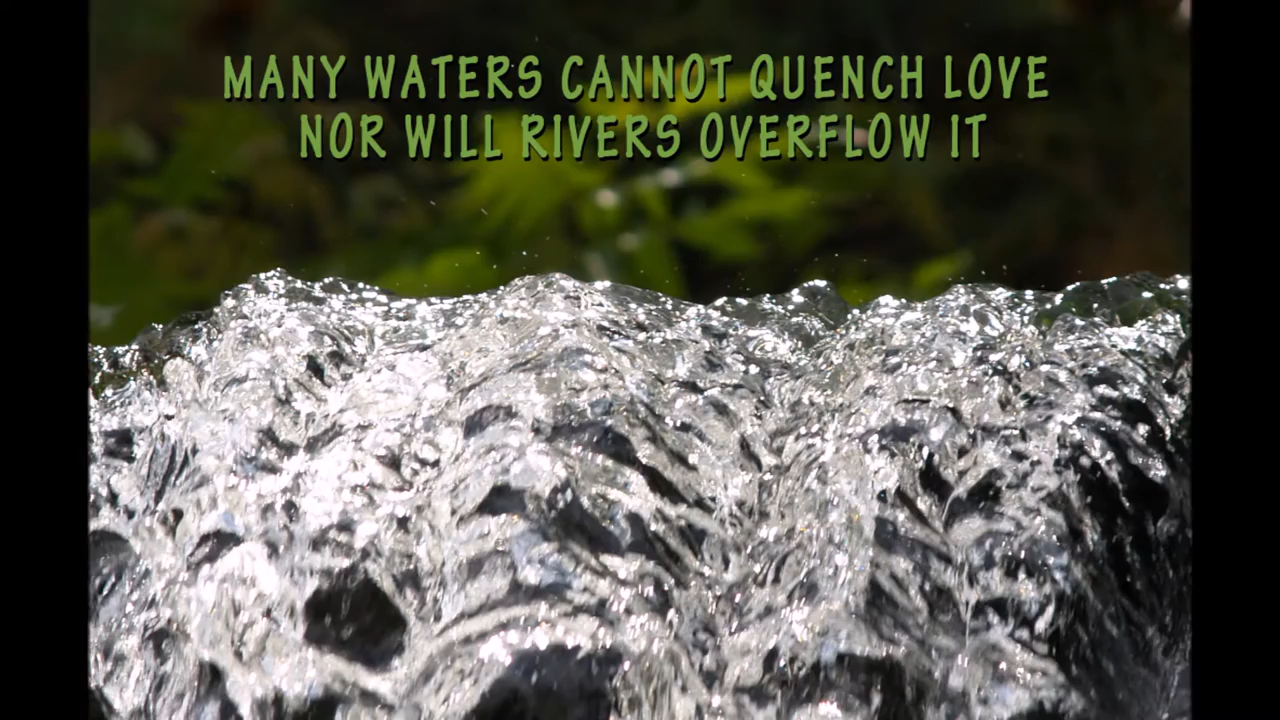 MANY WATERS CANNOT QUENCH LOVE
NOR WILL RIVERS OVERFLOW IT